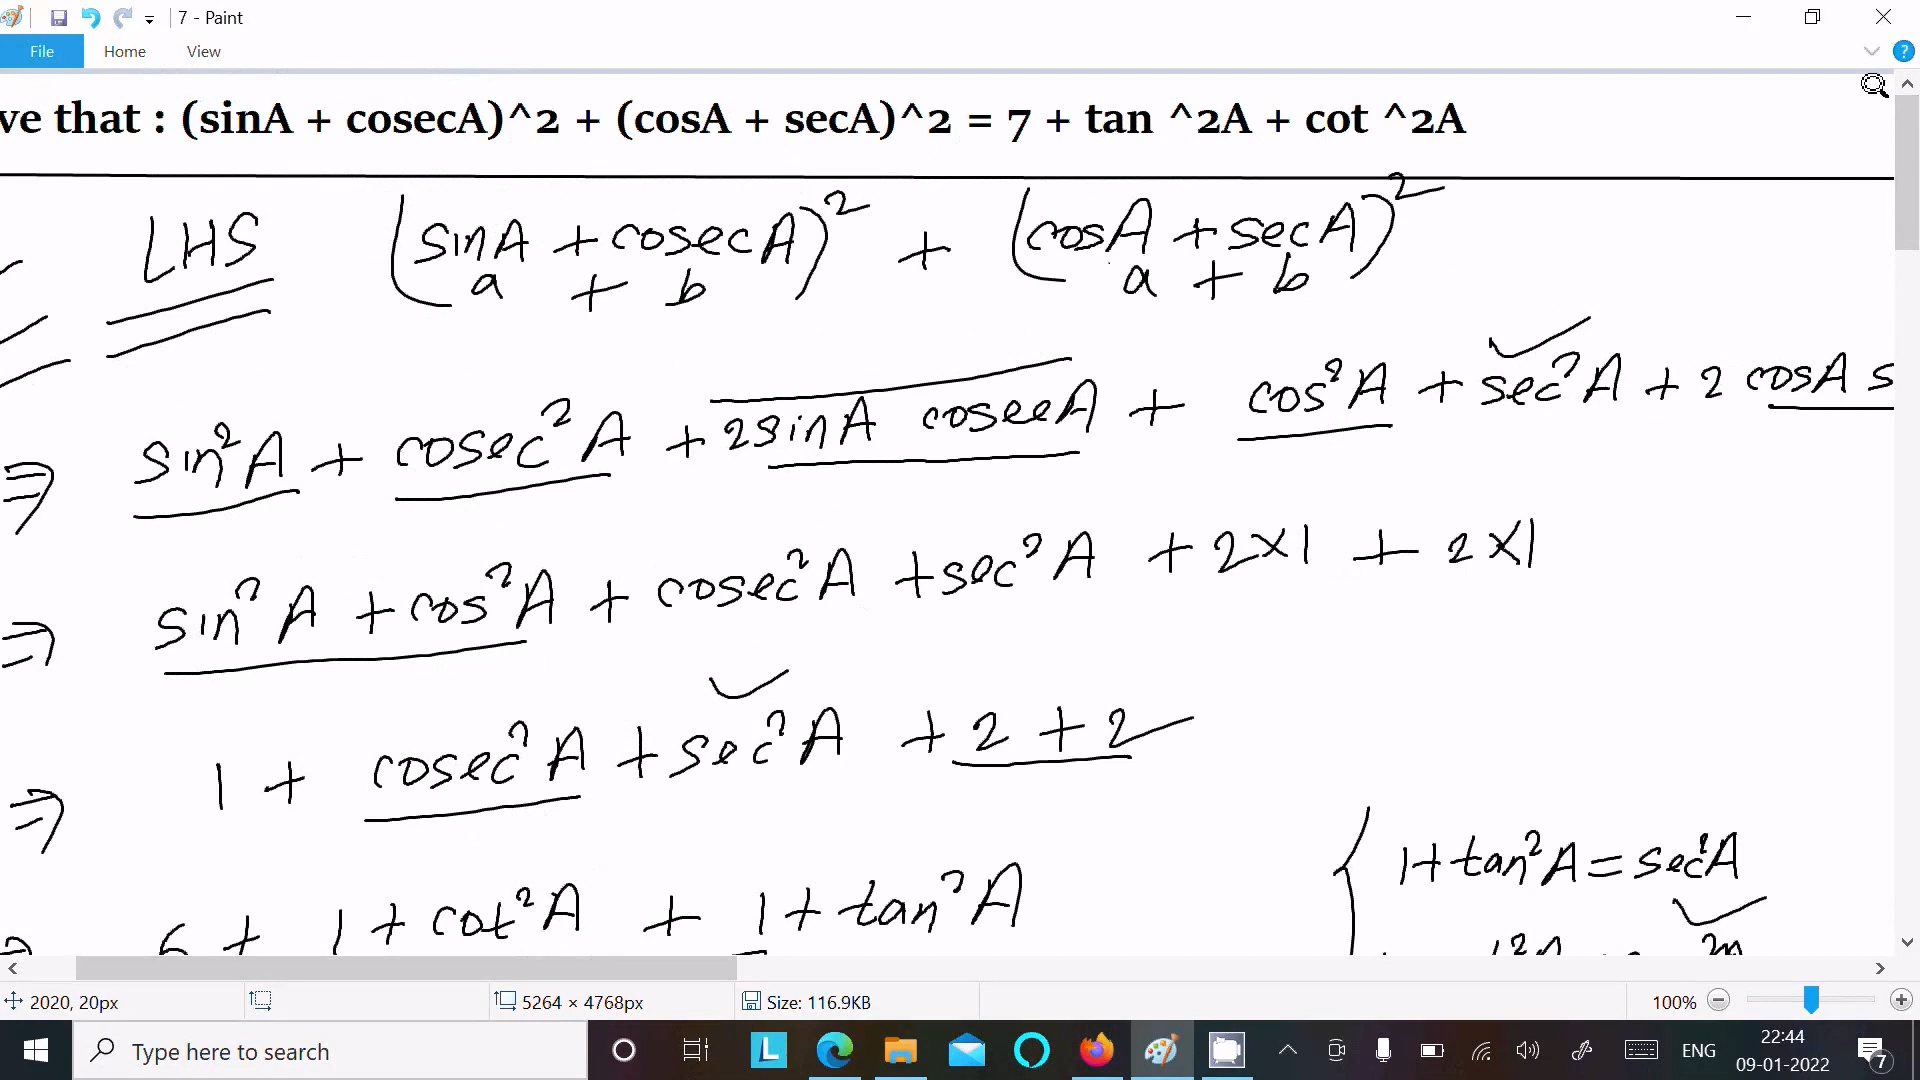 7 - Paint
File Home View
ve that : (sinA + cosecA)^2 + (cosA + secA)^2 = 7 + tan ^2A + cot ^2A
LHS (sinA + cosecA)² + (cosA + secA)²
a + b a + b
⇒ sin²A + cosec²A + 2sinA cosecA + cos²A + sec²A + 2 cosA s
⇒ sin²A + cos²A + cosec²A + sec²A + 2×1 + 2×1
⇒ 1 + cosec²A + sec²A + 2 + 2
1 + tan²A = sec²A
1 + cot²A + 1 + tan²A
2020, 20px 5264 × 4768px Size: 116.9KB 100%
Type here to search
ENG 22:44
09-01-2022
7